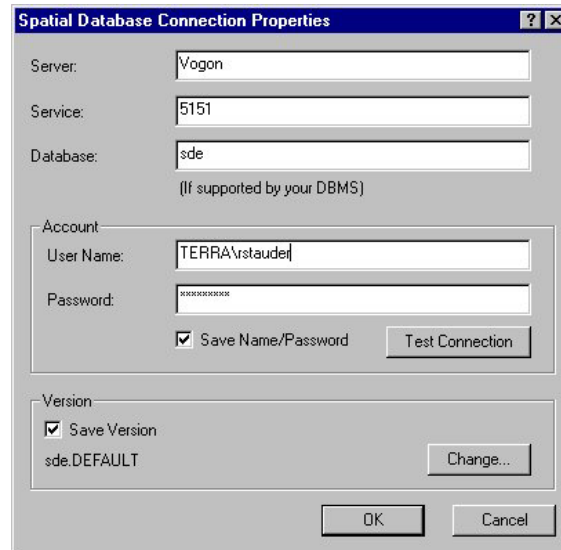 Spatial Database Connection Properties
Server: Vogon
Service: 5151
Database: sde
(If supported by your DBMS)
Account
User Name: TERRA\rstauder
Password: *********
Save Name/Password Test Connection
Version
Save Version
sde.DEFAULT Change...
OK Cancel